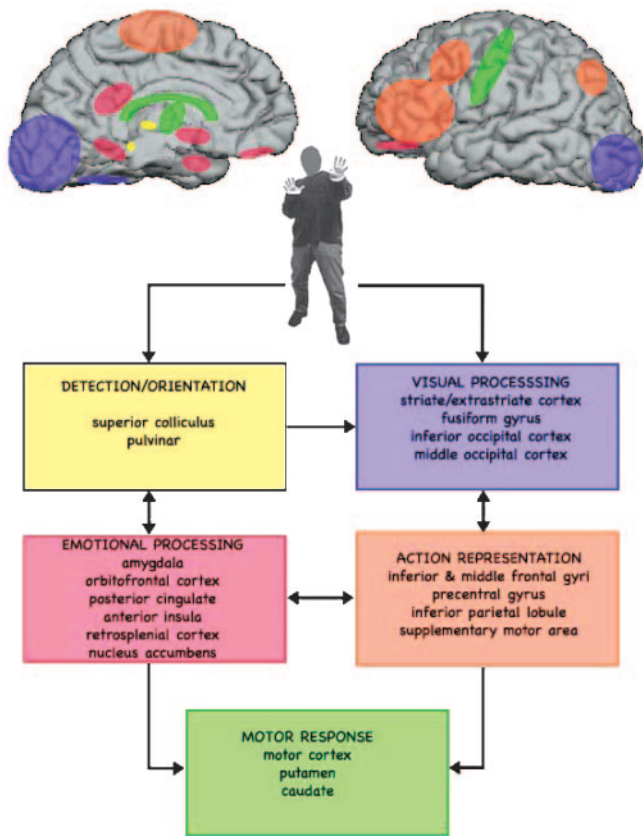 DETECTION/ORIENTATION
superior colliculus
pulvinar
VISUAL PROCESSSING
striate/extrastriate cortex
fusiform gyrus
inferior occipital cortex
middle occipital cortex
EMOTIONAL PROCESSING
amygdala
orbitofrontal cortex
posterior cingulate
anterior insula
retrosplenial cortex
nucleus accumbens
ACTION REPRESENTATION
inferior & middle frontal gyri
precentral gyrus
inferior parietal lobule
supplementary motor area
MOTOR RESPONSE
motor cortex
putamen
caudate